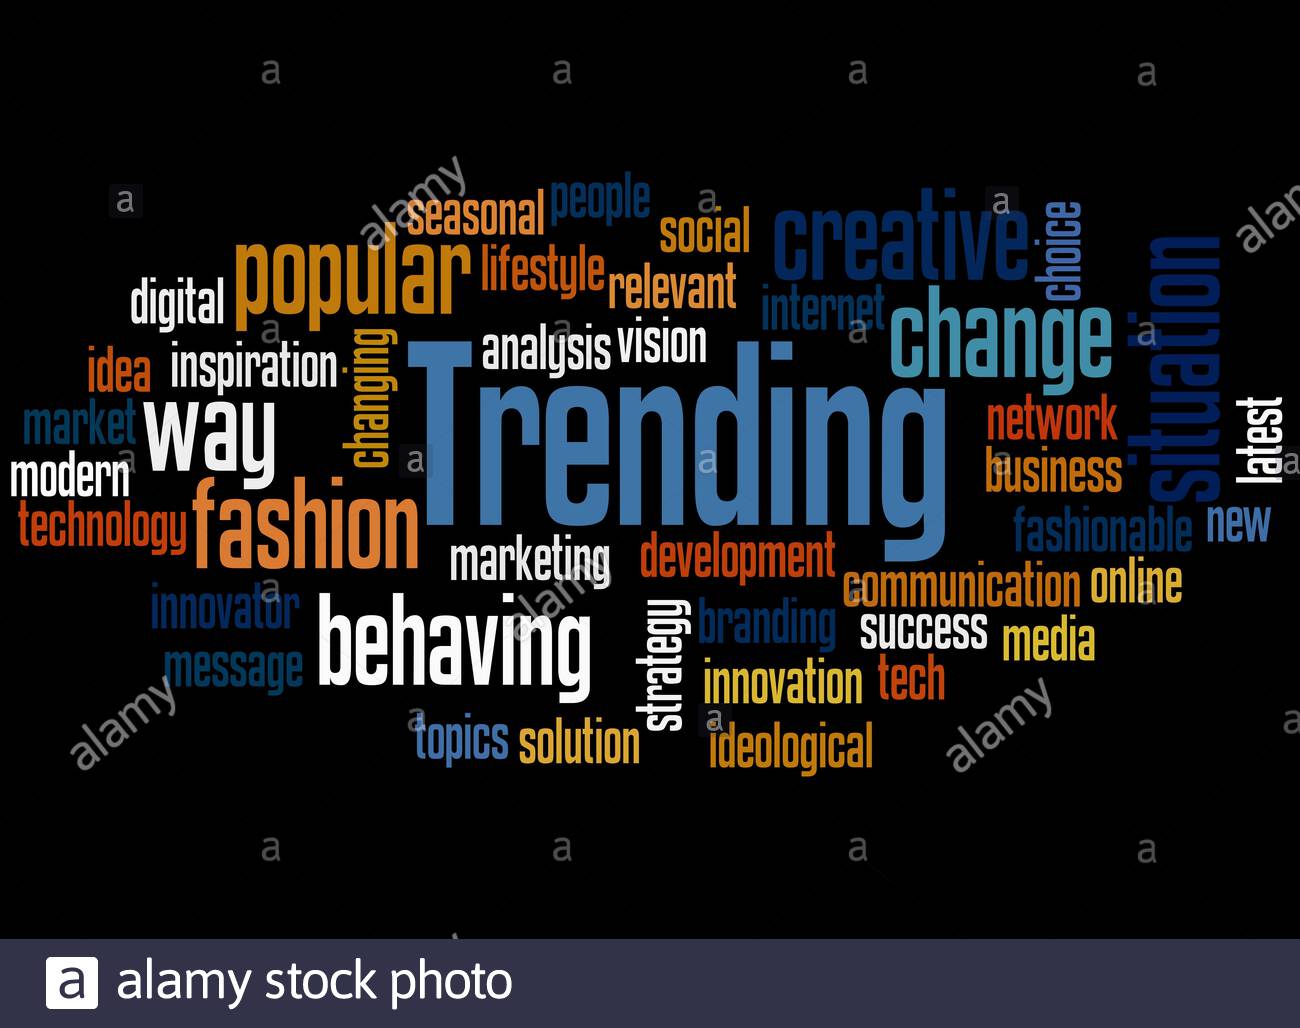 seasonal
people
social
creative
choice
situation
popular
lifestyle
relevant
internet
change
digital
analysis
vision
idea
inspiration
changing
Trending
network
latest
market
way
business
modern
fashion
technology
fashionable
new
marketing
development
communication
online
innovator
behaving
strategy
branding
success
media
message
innovation
tech
topics
solution
ideological
a
alamy
a alamy stock photo